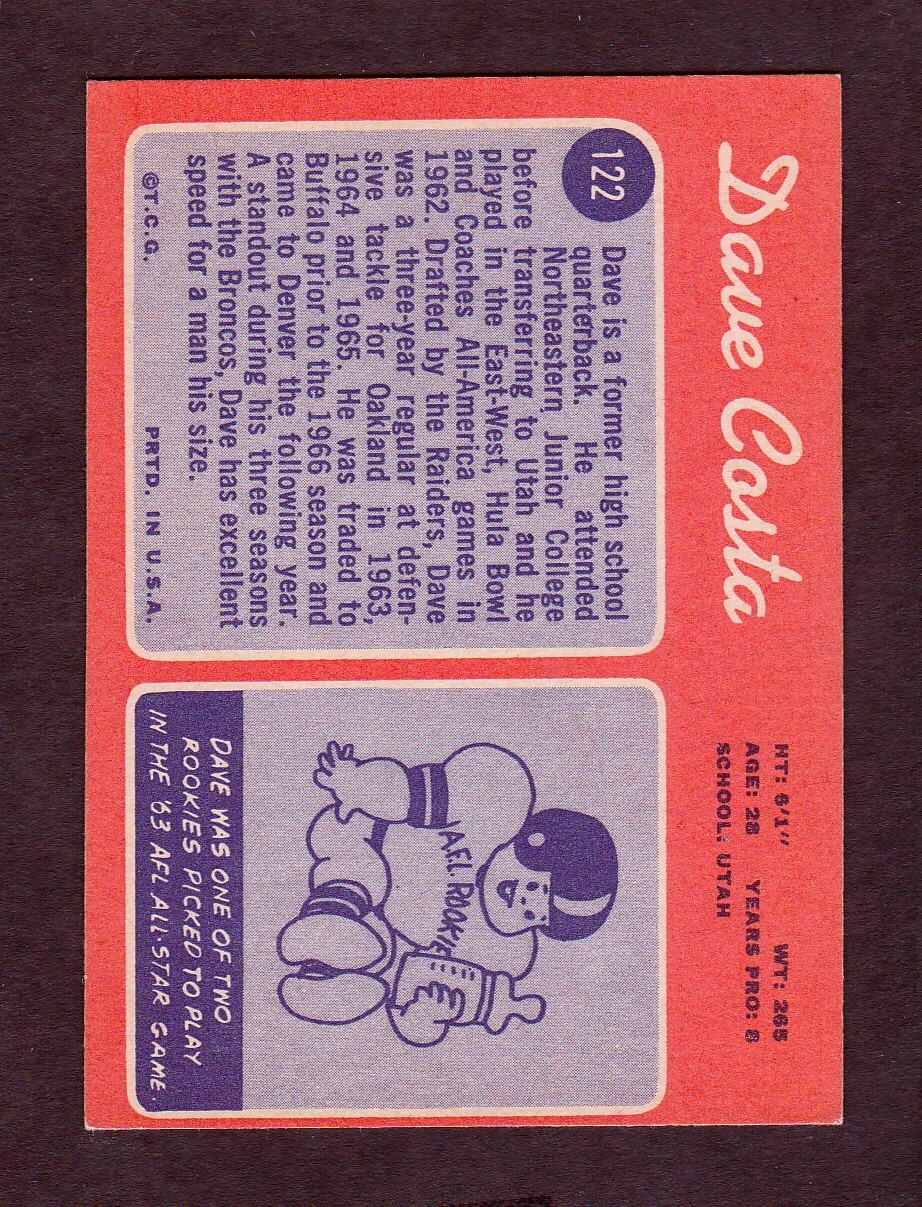 Dave Costa
HT: 6'1" WT: 265
AGE: 28 YEARS PRO: 8
SCHOOL: UTAH
122
Dave is a former high school
quarterback. He attended
Northeastern Junior College
before transferring to Utah and he
played in the East-West, Hula Bowl
and Coaches All-America games in
1962. Drafted by the Raiders, Dave
was a three-year regular at defen-
sive tackle for Oakland in 1963,
1964 and 1965. He was traded to
Buffalo prior to the 1966 season and
came to Denver the following year.
A standout during his three seasons
with the Broncos, Dave has excellent
speed for a man his size.
©T.C.G. PRTD. IN U.S.A.
A.F.L. ROOKIE
DAVE WAS ONE OF TWO
ROOKIES PICKED TO PLAY
IN THE '63 AFL ALL-STAR GAME.